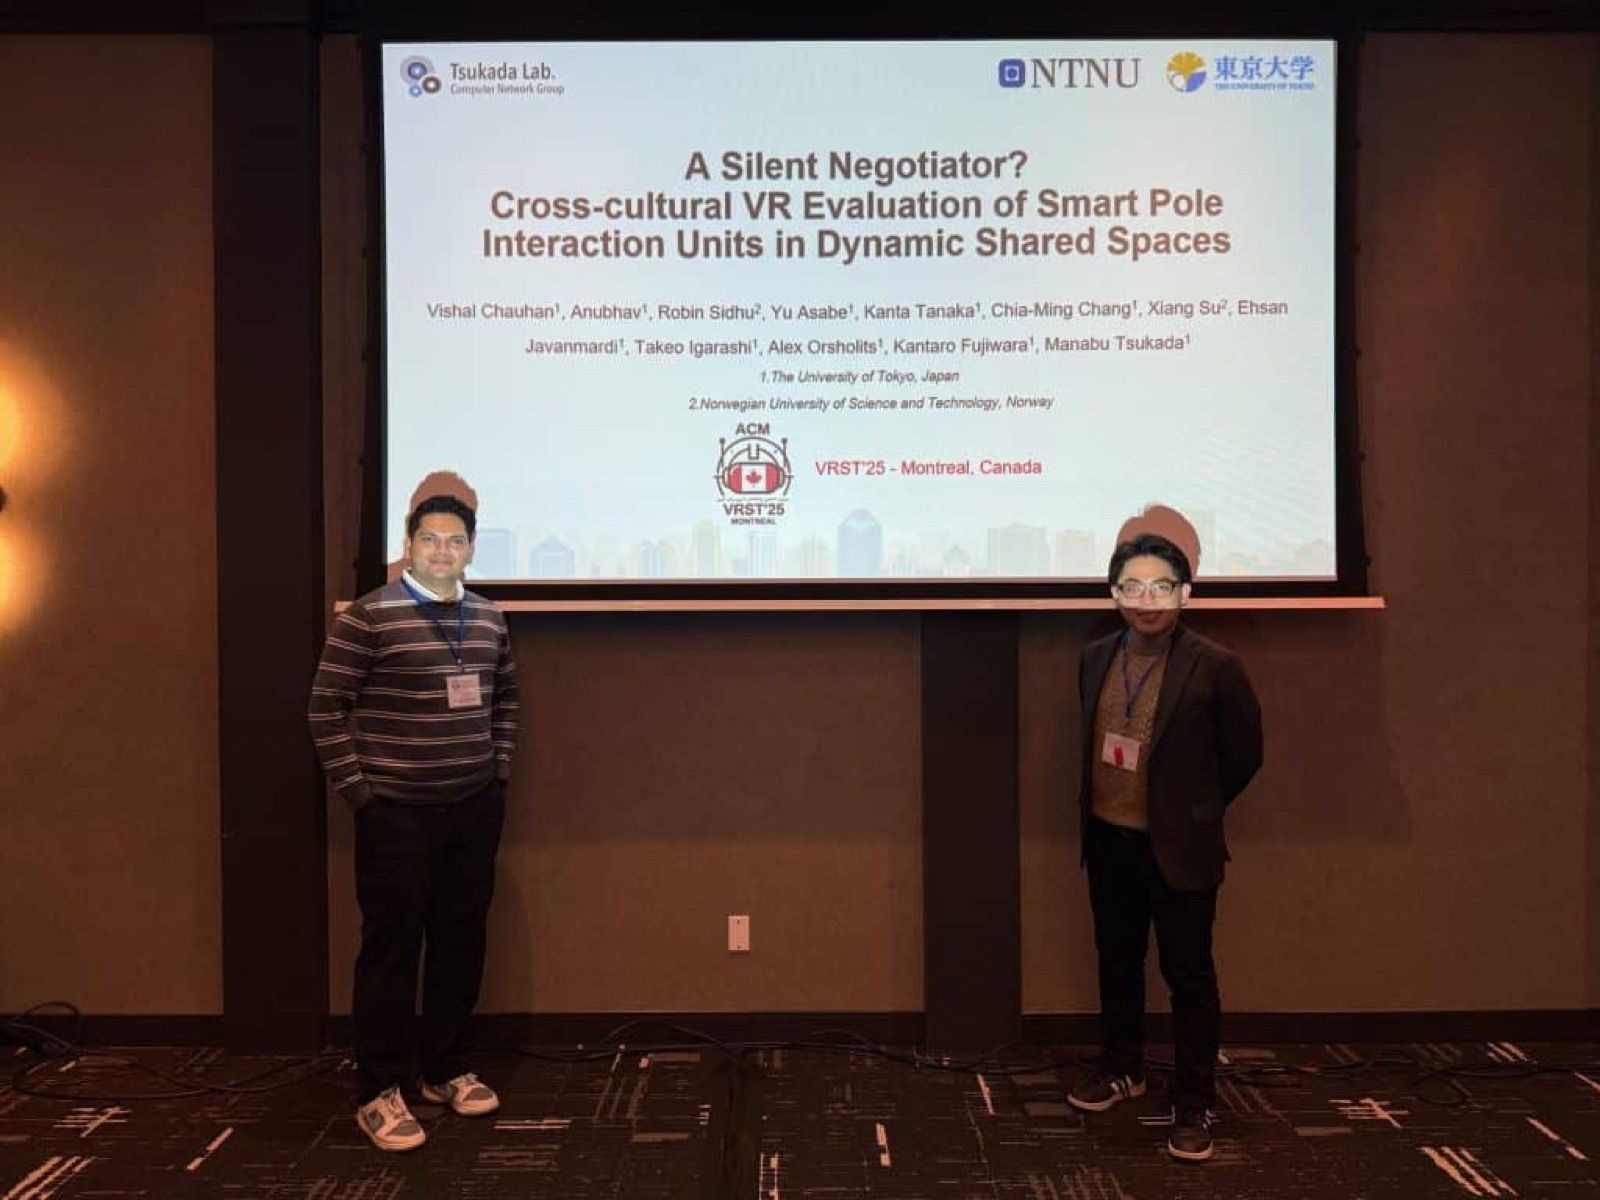 Tsukada Lab.
Computer Network Group
NTNU
東京大学
THE UNIVERSITY OF TOKYO
A Silent Negotiator?
Cross-cultural VR Evaluation of Smart Pole
Interaction Units in Dynamic Shared Spaces
Vishal Chauhan¹, Anubhav¹, Robin Sidhu², Yu Asabe¹, Kanta Tanaka¹, Chia-Ming Chang¹, Xiang Su², Ehsan
Javanmardi¹, Takeo Igarashi¹, Alex Orsholits¹, Kantaro Fujiwara¹, Manabu Tsukada¹
1.The University of Tokyo, Japan
2.Norwegian University of Science and Technology, Norway
ACM
VRST'25 - Montreal, Canada
VRST'25
MONTREAL